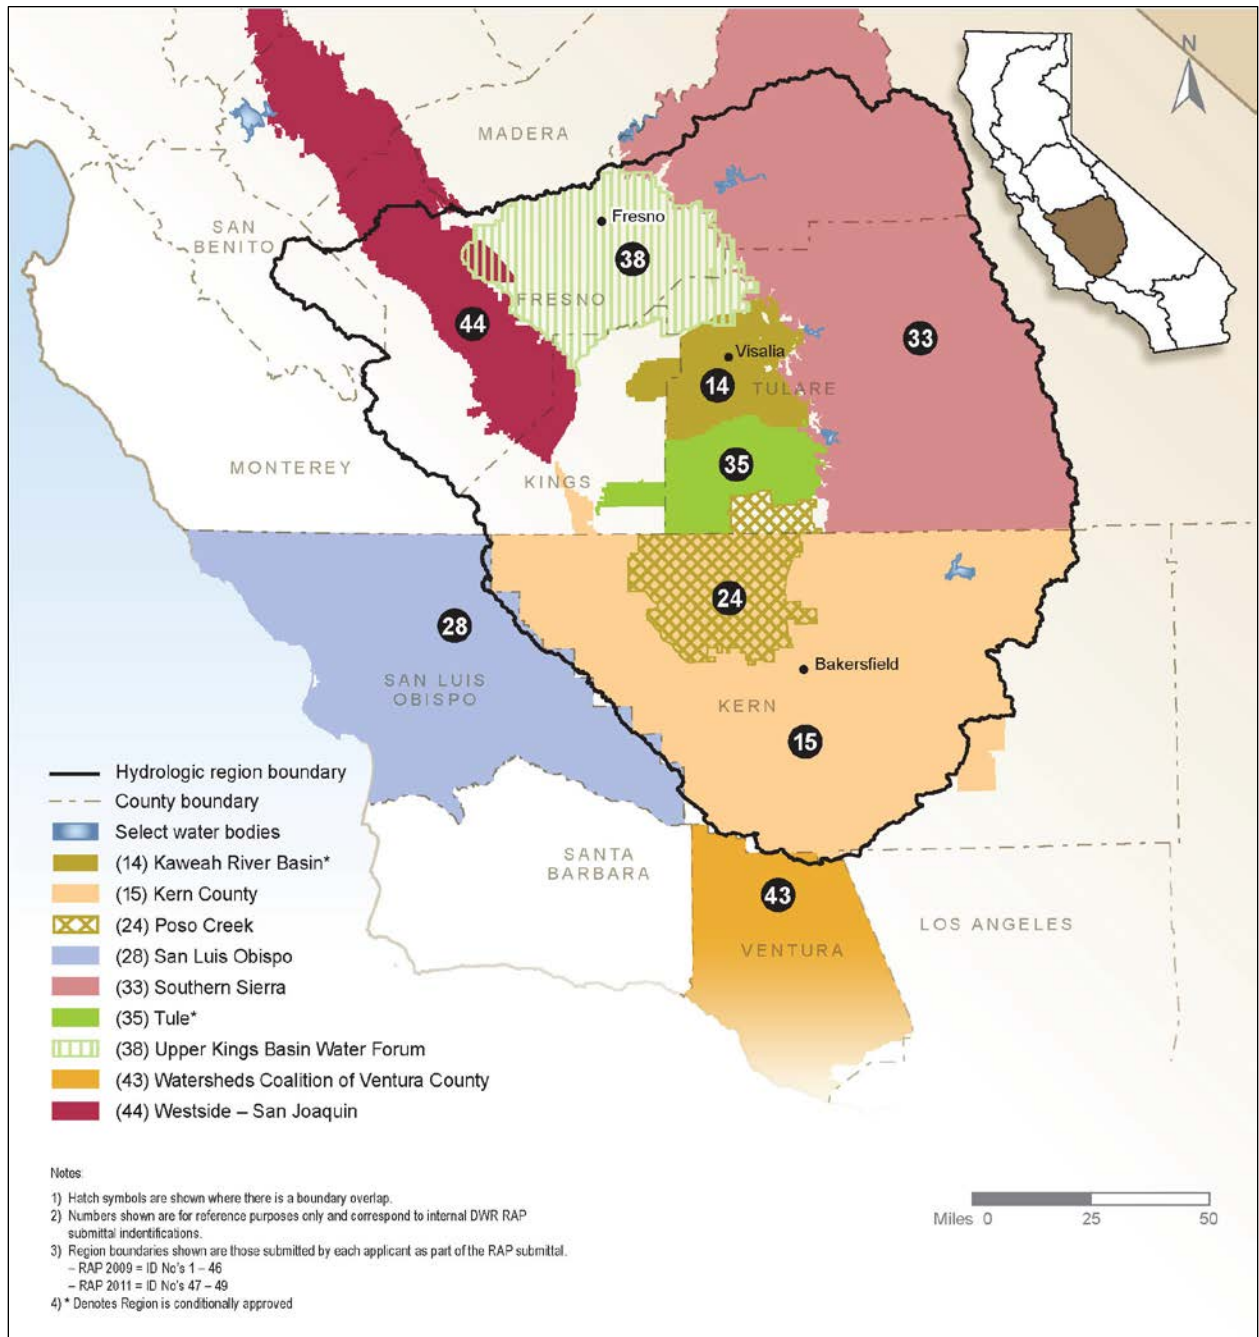 N
MADERA
SAN
BENITO
Fresno
38
FRESNO
44
33
Visalia
14
TULARE
MONTEREY
35
KINGS
24
28
SAN LUIS
OBISPO
Bakersfield
KERN
15
SANTA
BARBARA
43
VENTURA
LOS ANGELES
Hydrologic region boundary
County boundary
Select water bodies
(14) Kaweah River Basin*
(15) Kern County
(24) Poso Creek
(28) San Luis Obispo
(33) Southern Sierra
(35) Tule*
(38) Upper Kings Basin Water Forum
(43) Watersheds Coalition of Ventura County
(44) Westside – San Joaquin
Notes:
1) Hatch symbols are shown where there is a boundary overlap.
2) Numbers shown are for reference purposes only and correspond to internal DWR RAP
submittal indentifications.
3) Region boundaries shown are those submitted by each applicant as part of the RAP submittal.
– RAP 2009 = ID No's 1 – 46
– RAP 2011 = ID No's 47 – 49
4) * Denotes Region is conditionally approved
Miles 0 25 50